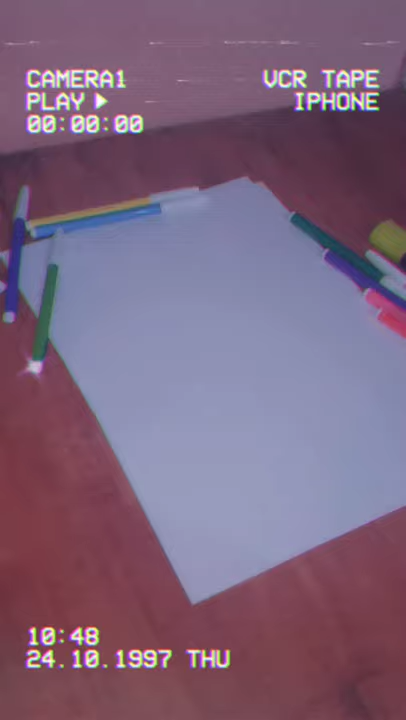 CAMERA1
PLAY
00:00:00
VCR TAPE
IPHONE
10:48
24.10.1997 THU